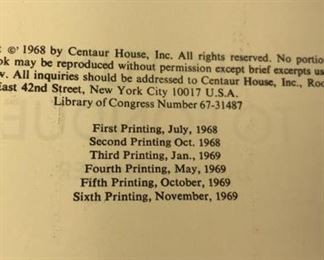 © 1968 by Centaur House, Inc. All rights reserved. No portio
ook may be reproduced without permission except brief excerpts us
w. All inquiries should be addressed to Centaur House, Inc., Roo
East 42nd Street, New York City 10017 U.S.A.
Library of Congress Number 67-31487
First Printing, July, 1968
Second Printing Oct. 1968
Third Printing, Jan., 1969
Fourth Printing, May, 1969
Fifth Printing, October, 1969
Sixth Printing, November, 1969